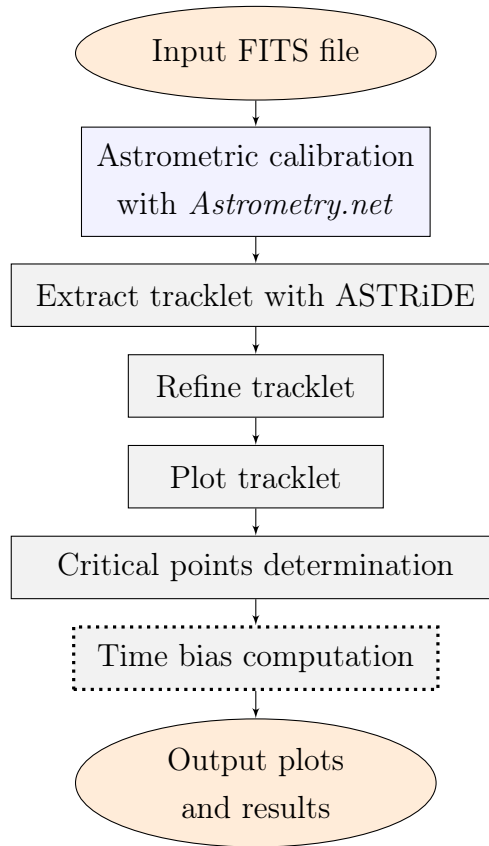 Input FITS file
Astrometric calibration
with Astrometry.net
Extract tracklet with ASTRiDE
Refine tracklet
Plot tracklet
Critical points determination
Time bias computation
Output plots
and results